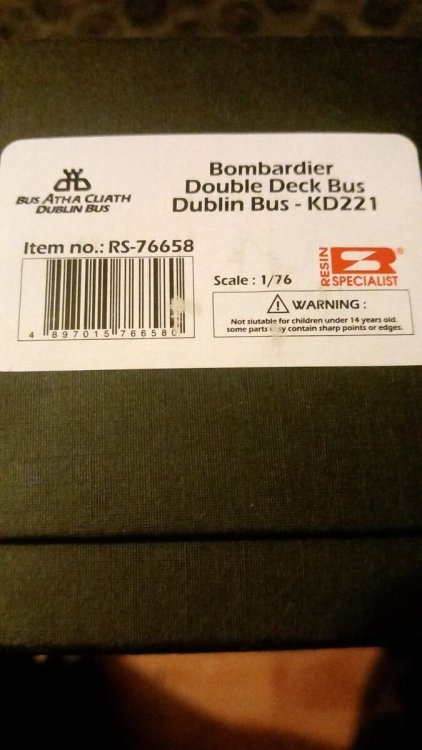 BUS ATHA CLIATH
DUBLIN BUS
Bombardier
Double Deck Bus
Dublin Bus - KD221
Item no.: RS-76658
4 897015 766580
Scale : 1/76
RESIN
SPECIALIST ®
WARNING :
Not siutable for children under 14 years old.
some parts may contain sharp points or edges.